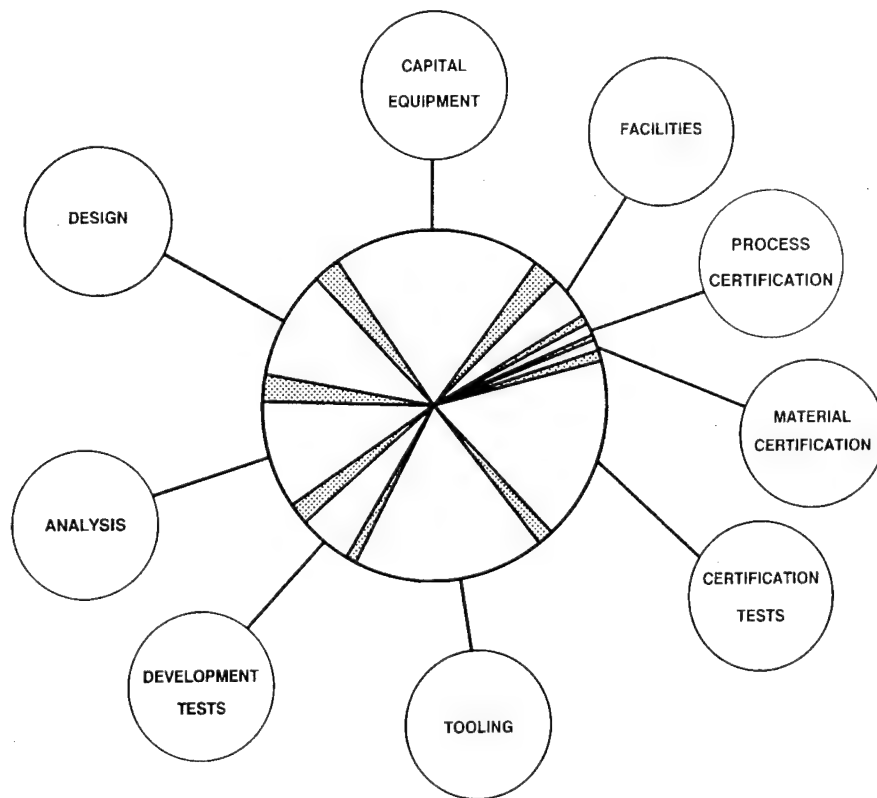 CAPITAL
EQUIPMENT
FACILITIES
PROCESS
CERTIFICATION
MATERIAL
CERTIFICATION
CERTIFICATION
TESTS
TOOLING
DEVELOPMENT
TESTS
ANALYSIS
DESIGN